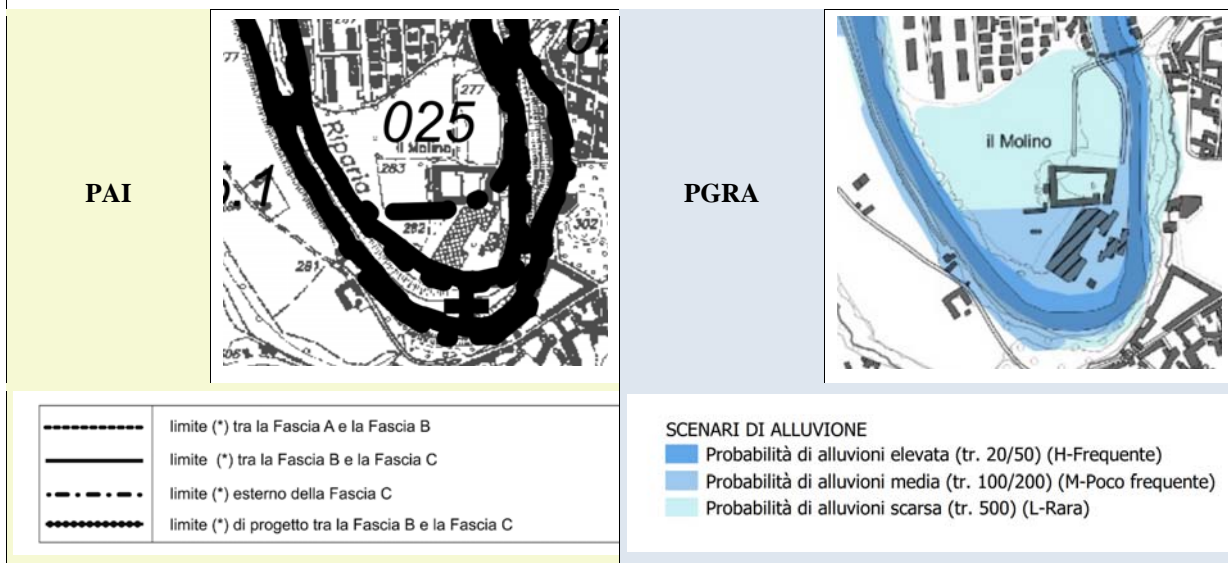 PAI
277
025
Riparia
il Molino
283
282
302
281
PGRA
il Molino
limite (*) tra la Fascia A e la Fascia B
limite (*) tra la Fascia B e la Fascia C
limite (*) esterno della Fascia C
limite (*) di progetto tra la Fascia B e la Fascia C
SCENARI DI ALLUVIONE
Probabilità di alluvioni elevata (tr. 20/50) (H-Frequente)
Probabilità di alluvioni media (tr. 100/200) (M-Poco frequente)
Probabilità di alluvioni scarsa (tr. 500) (L-Rara)